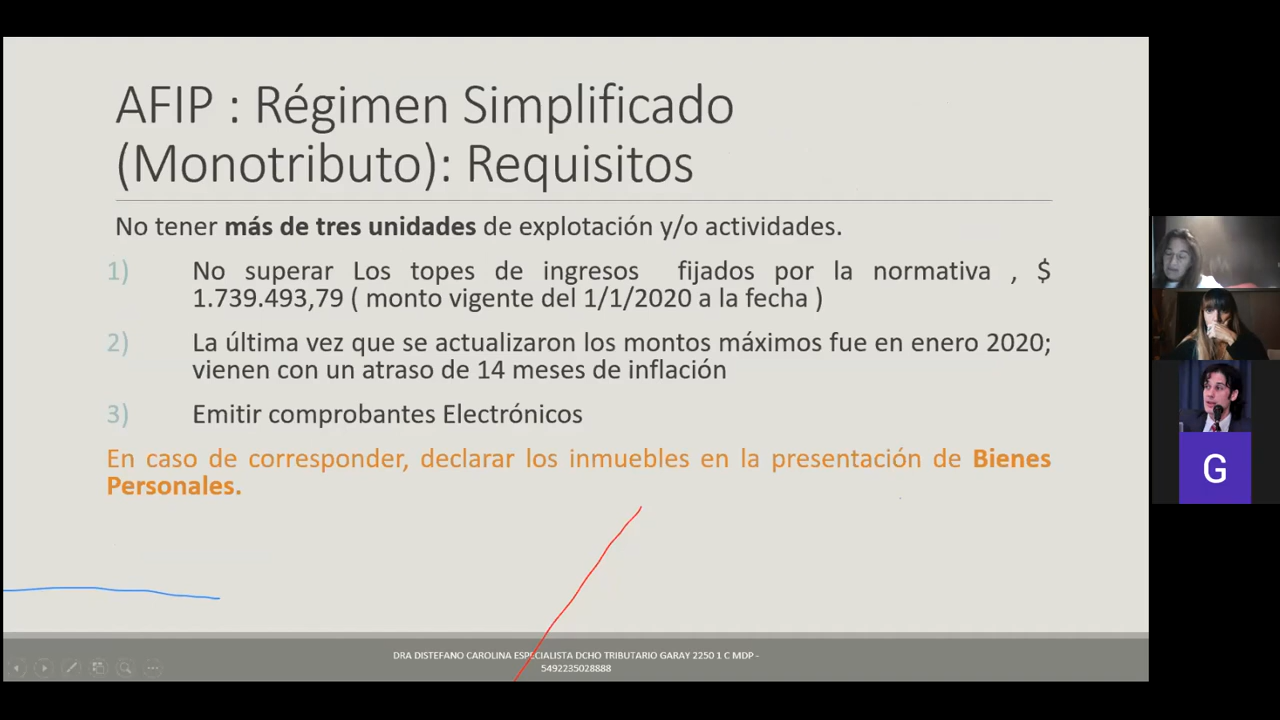 AFIP : Régimen Simplificado
(Monotributo): Requisitos
No tener más de tres unidades de explotación y/o actividades.
1) No superar Los topes de ingresos fijados por la normativa , $
1.739.493,79 ( monto vigente del 1/1/2020 a la fecha )
2) La última vez que se actualizaron los montos máximos fue en enero 2020;
vienen con un atraso de 14 meses de inflación
3) Emitir comprobantes Electrónicos
En caso de corresponder, declarar los inmuebles en la presentación de Bienes
Personales.
DRA DISTEFANO CAROLINA ESPECIALISTA DCHO TRIBUTARIO GARAY 2250 1 C MDP -
5492235028888
G